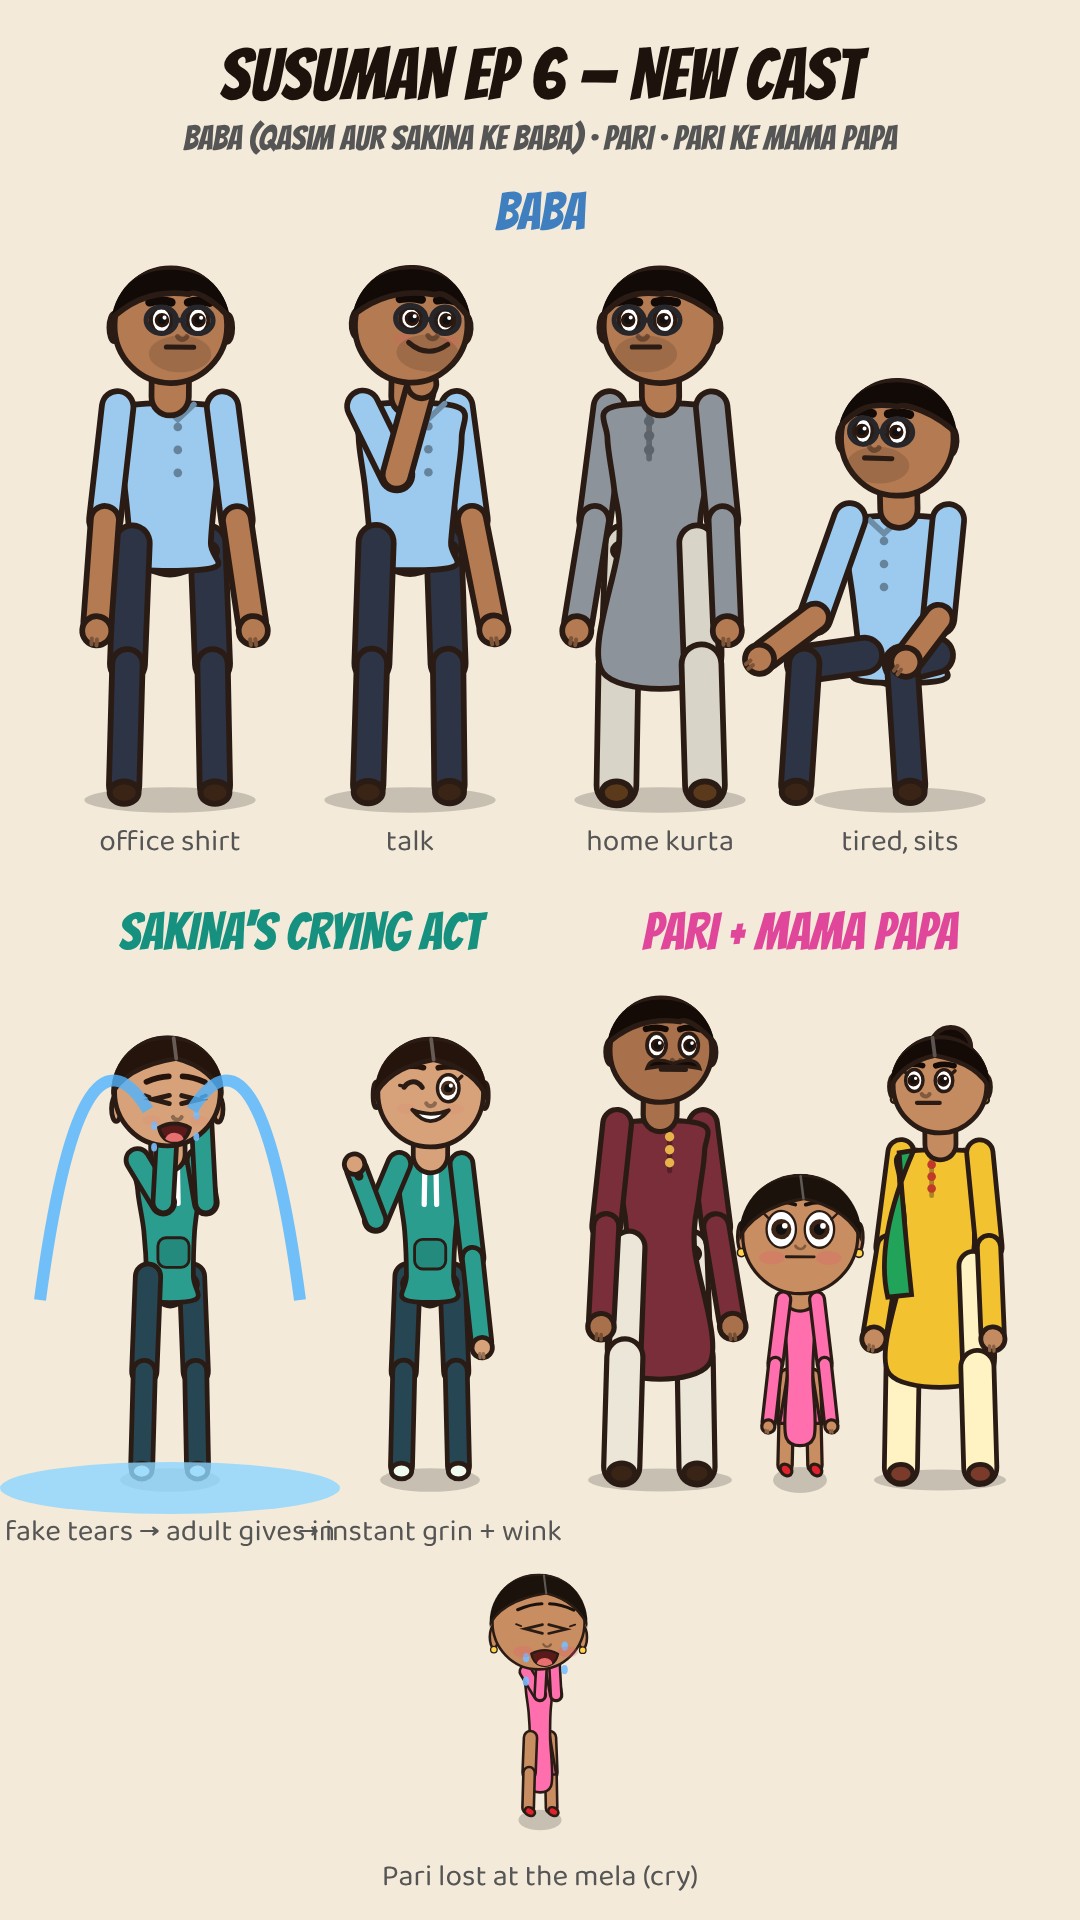 SUSUMAN EP 6 – NEW CAST
BABA (QASIM AUR SAKINA KE BABA) · PARI · PARI KE MAMA PAPA
BABA
office shirt
talk
home kurta
tired, sits
SAKINA'S CRYING ACT
PARI + MAMA PAPA
fake tears → adult gives in
→ instant grin + wink
Pari lost at the mela (cry)